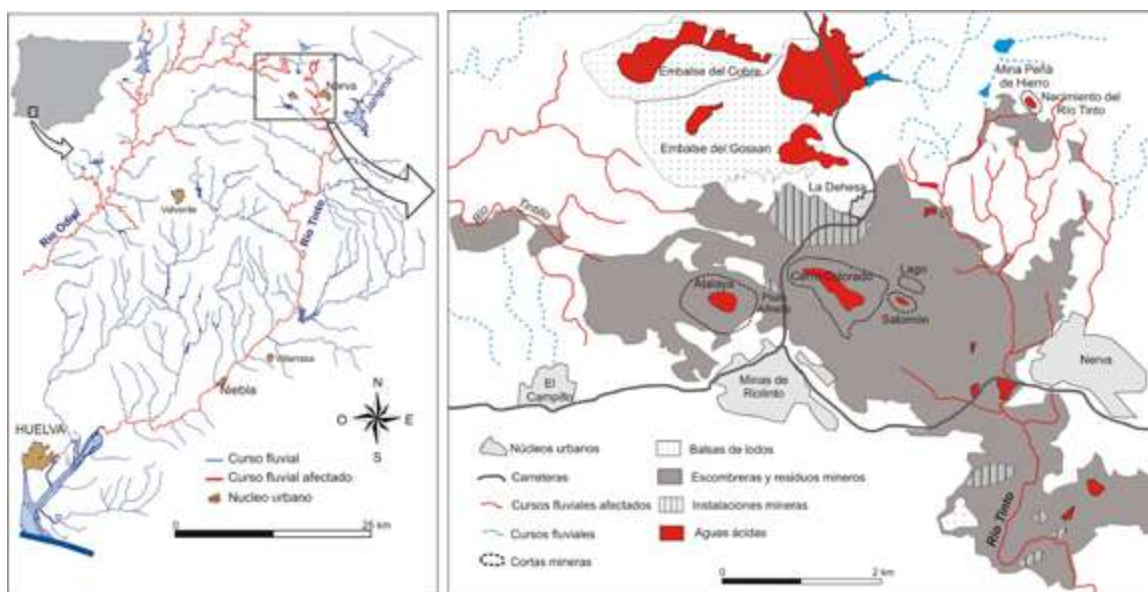 Nerva
Valverde
Río Odiel
Río Tinto
Villarrasa
Niebla
HUELVA
N
O
E
S
Curso fluvial
Curso fluvial afectado
Nucleo urbano
0
25 km
Embalse del Cobre
Mina Peña
de Hierro
Nacimiento del
Río Tinto
Embalse del Gossan
La Dehesa
Río
Tintillo
Atalaya
Cerro Colorado
Lago
Salomón
El
Campillo
Minas de
Riotinto
Nerva
Río Tinto
Núcleos urbanos
Balsas de lodos
Carreteras
Escombreras y residuos mineros
Cursos fluviales afectados
Instalaciones mineras
Cursos fluviales
Aguas ácidas
Cortas mineras
0
2 km